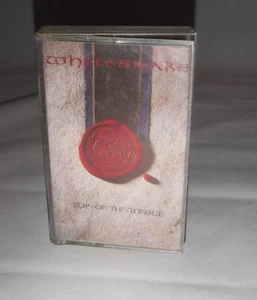 WHITESNAKE
SLIP · OF · THE · TONGUE